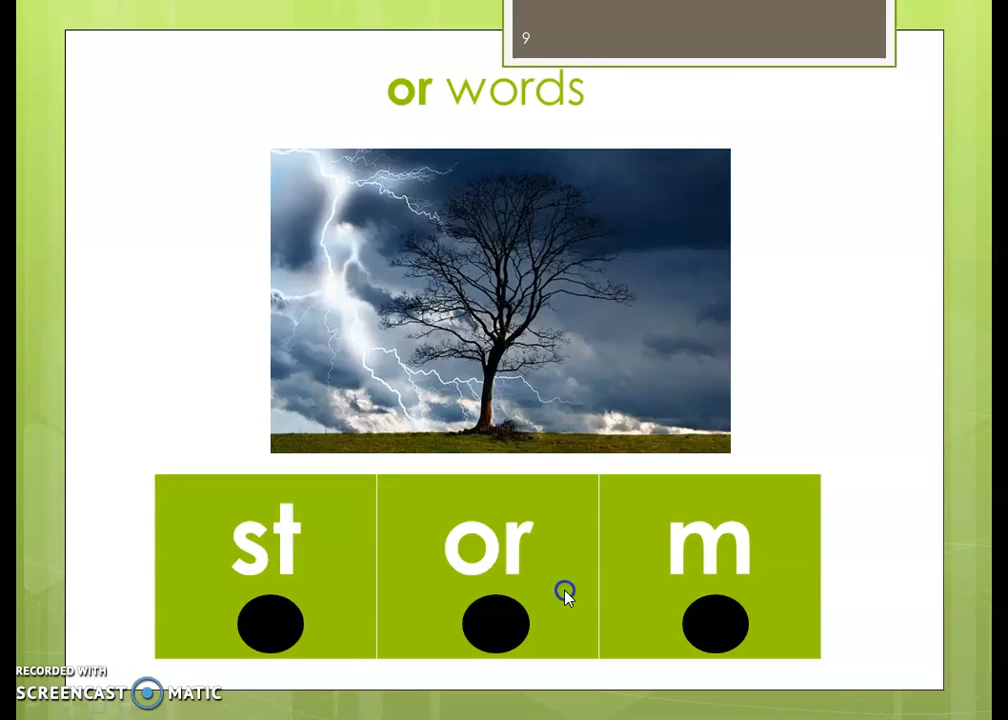 9
or words
st or m
RECORDED WITH
SCREENCAST MATIC